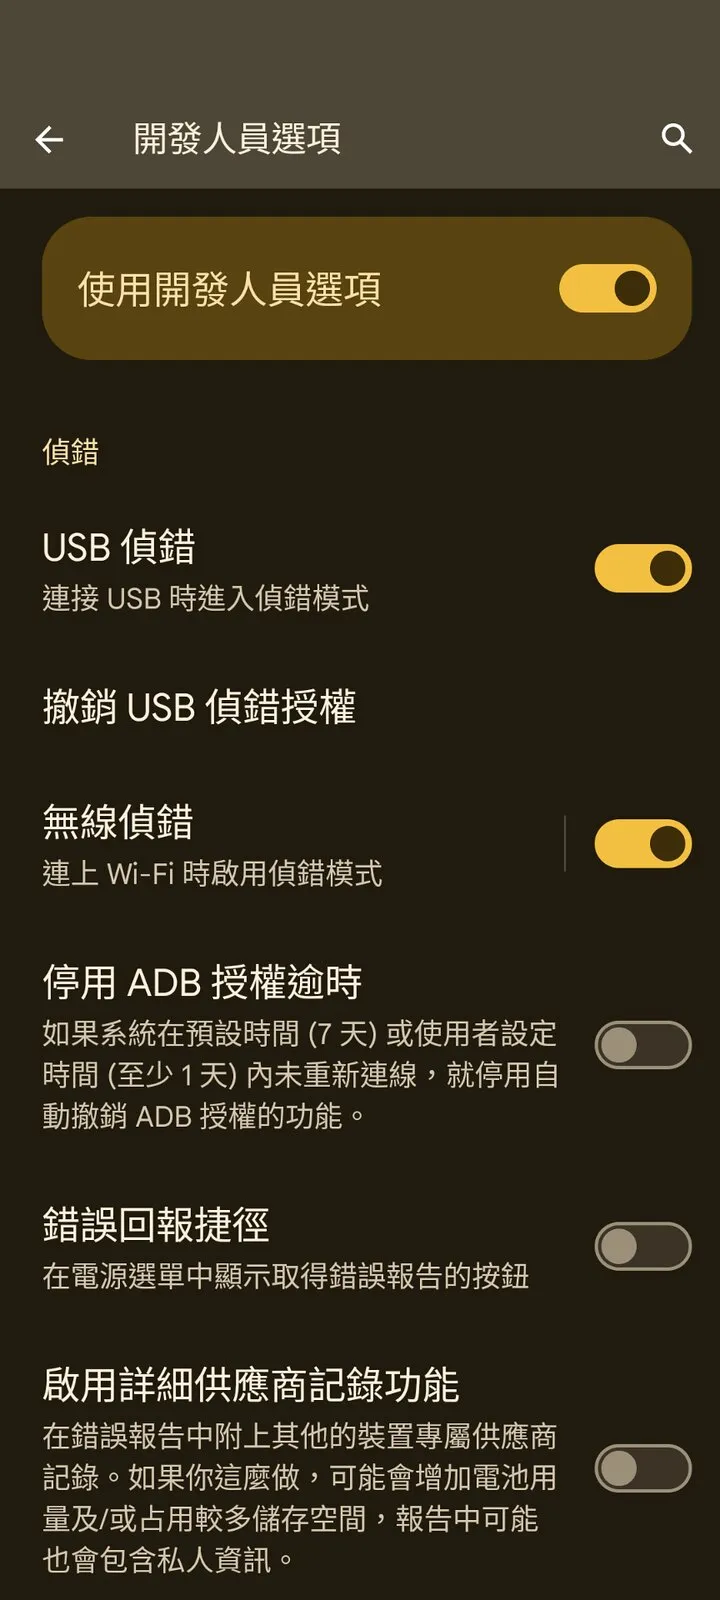 開發人員選項
使用開發人員選項
偵錯
USB 偵錯
連接 USB 時進入偵錯模式
撤銷 USB 偵錯授權
無線偵錯
連上 Wi-Fi 時啟用偵錯模式
停用 ADB 授權逾時
如果系統在預設時間 (7 天) 或使用者設定
時間 (至少 1 天) 內未重新連線，就停用自
動撤銷 ADB 授權的功能。
錯誤回報捷徑
在電源選單中顯示取得錯誤報告的按鈕
啟用詳細供應商記錄功能
在錯誤報告中附上其他的裝置專屬供應商
記錄。如果你這麼做，可能會增加電池用
量及/或占用較多儲存空間，報告中可能
也會包含私人資訊。